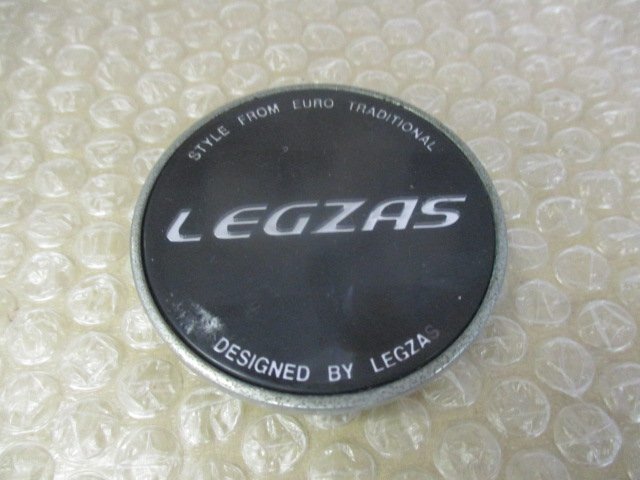 STYLE FROM EURO TRADITIONAL
LEGZAS
DESIGNED BY LEGZAS